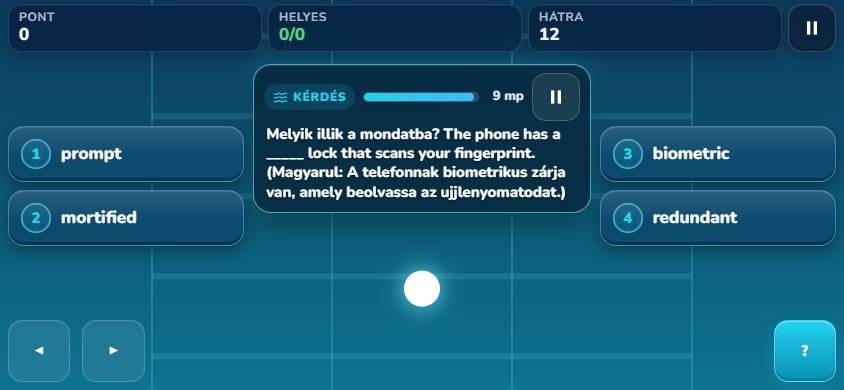 PONT
0
HELYES
0/0
HÁTRA
12
KÉRDÉS
9 mp
Melyik illik a mondatba? The phone has a
_____ lock that scans your fingerprint.
(Magyarul: A telefonnak biometrikus zárja
van, amely beolvassa az ujjlenyomatodat.)
1 prompt
2 mortified
3 biometric
4 redundant
?